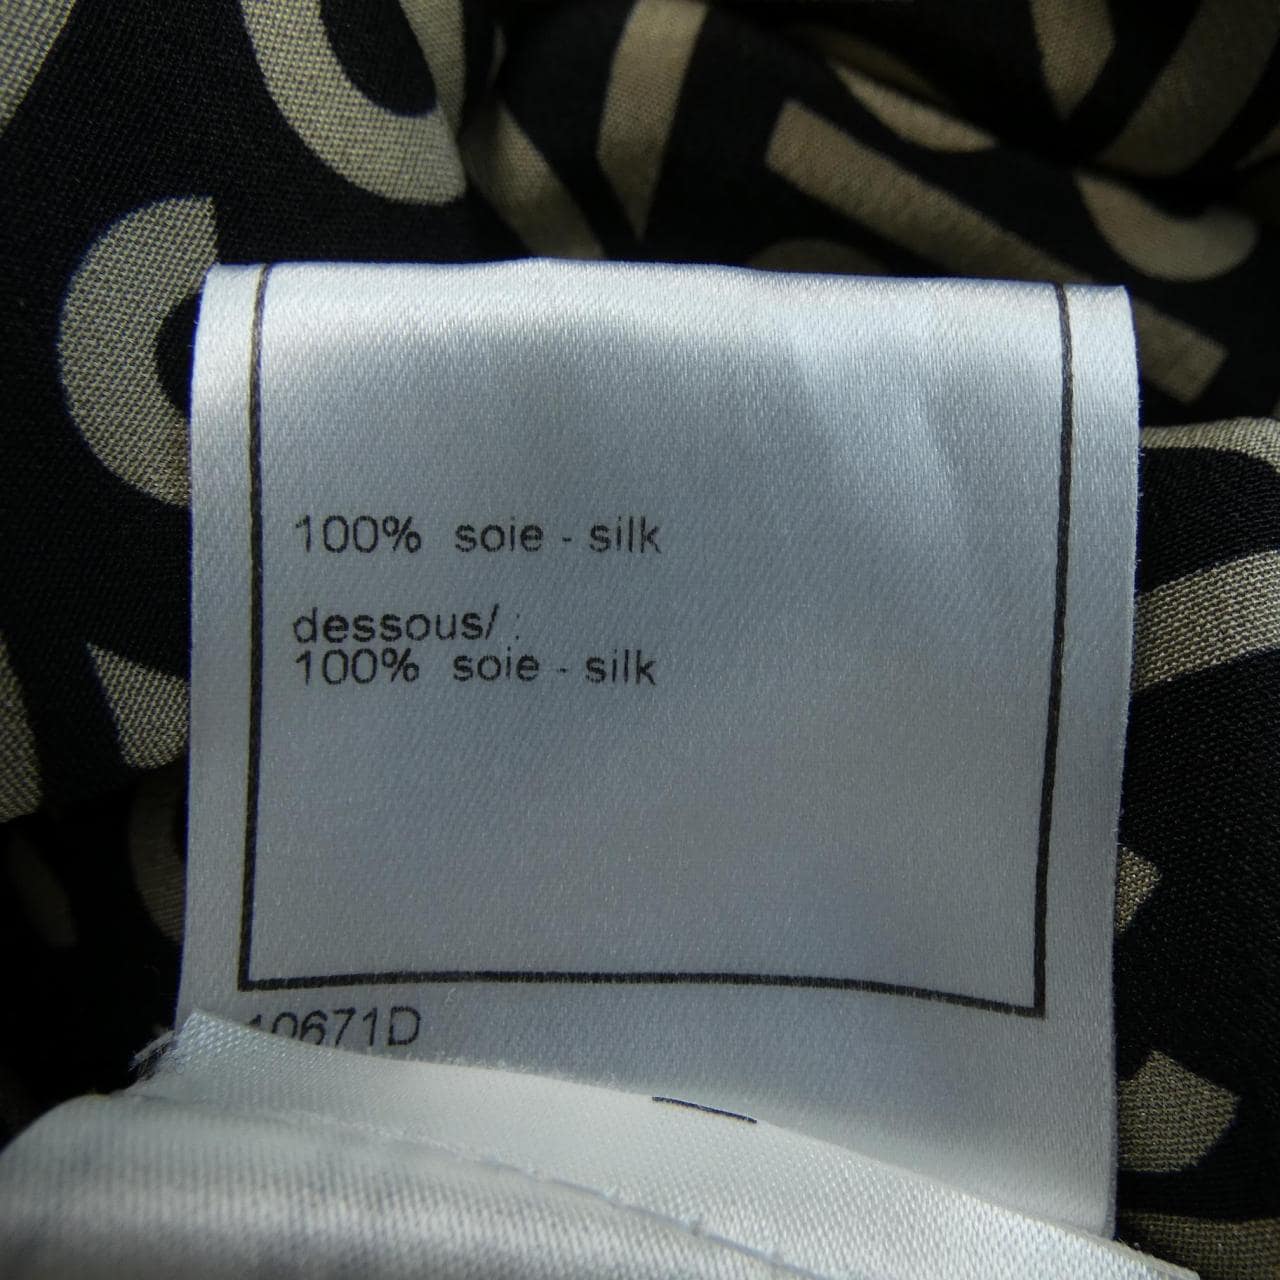 100% soie - silk
dessous/ :
100% soie - silk
10671D